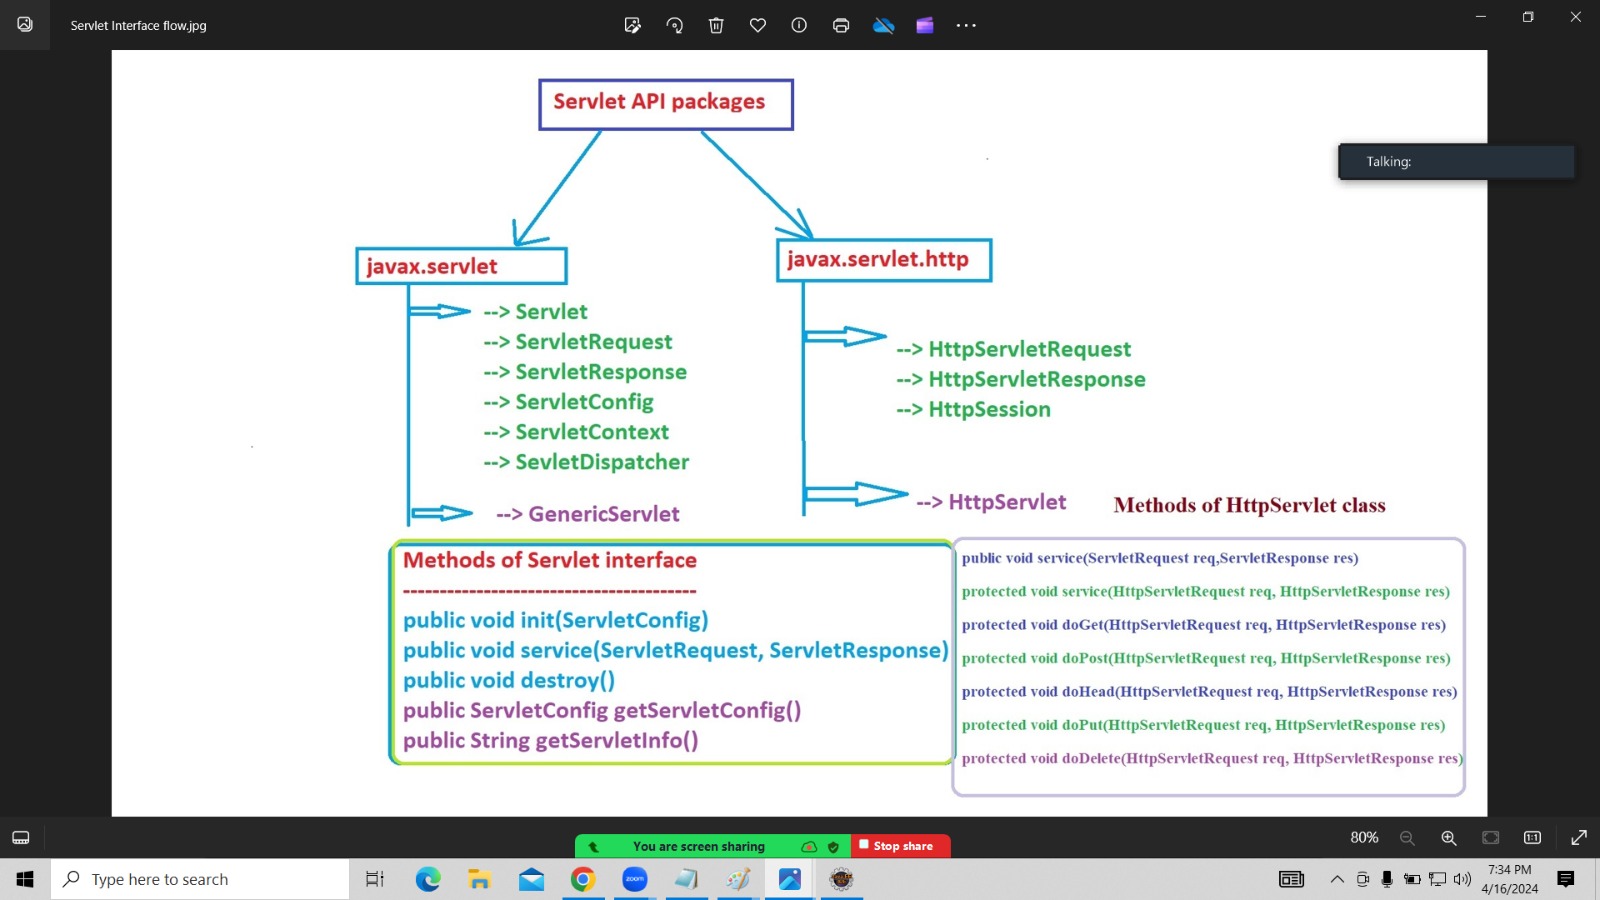 Servlet Interface flow.jpg
Servlet API packages
Talking:
javax.servlet
javax.servlet.http
--> Servlet
--> ServletRequest
--> ServletResponse
--> ServletConfig
--> ServletContext
--> SevletDispatcher
--> GenericServlet
--> HttpServletRequest
--> HttpServletResponse
--> HttpSession
--> HttpServlet
Methods of HttpServlet class
Methods of Servlet interface
----------------------------------------
public void init(ServletConfig)
public void service(ServletRequest, ServletResponse)
public void destroy()
public ServletConfig getServletConfig()
public String getServletInfo()
public void service(ServletRequest req,ServletResponse res)
protected void service(HttpServletRequest req, HttpServletResponse res)
protected void doGet(HttpServletRequest req, HttpServletResponse res)
protected void doPost(HttpServletRequest req, HttpServletResponse res)
protected void doHead(HttpServletRequest req, HttpServletResponse res)
protected void doPut(HttpServletRequest req, HttpServletResponse res)
protected void doDelete(HttpServletRequest req, HttpServletResponse res)
80%
1:1
You are screen sharing
Stop share
Type here to search
zoom
7:34 PM
4/16/2024